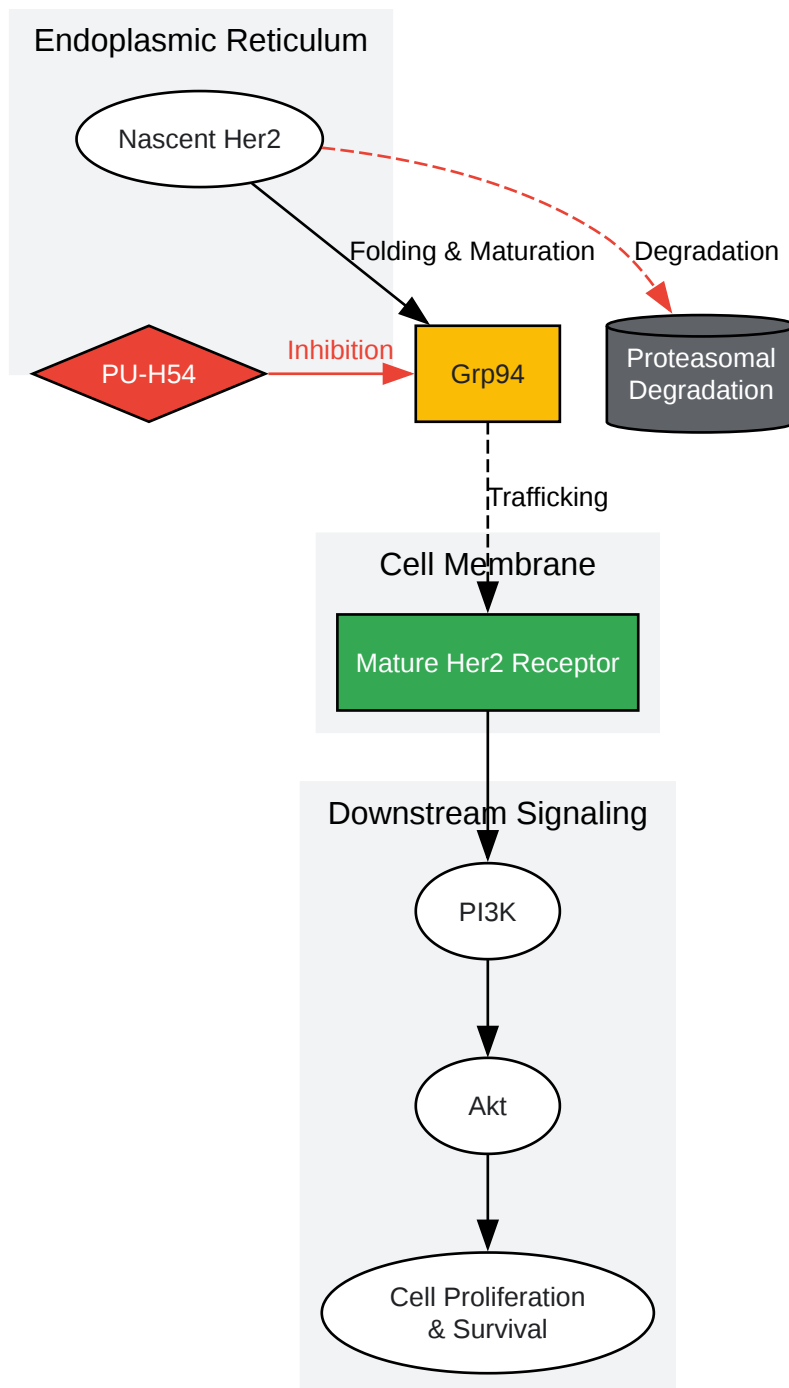 Endoplasmic Reticulum
Nascent Her2
Folding & Maturation
Degradation
PU-H54
Inhibition
Grp94
Proteasomal
Degradation
Trafficking
Cell Membrane
Mature Her2 Receptor
Downstream Signaling
PI3K
Akt
Cell Proliferation
& Survival